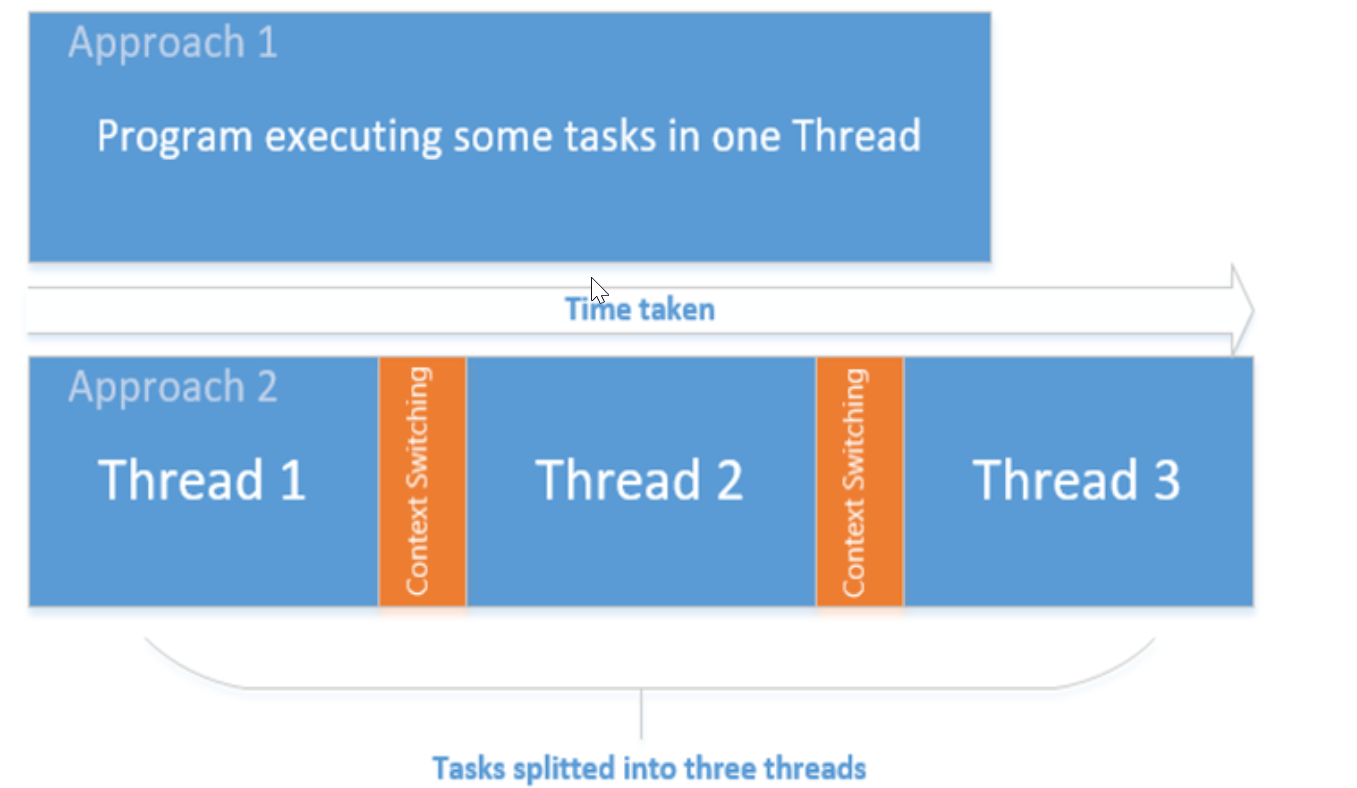 Approach 1
Program executing some tasks in one Thread
Time taken
Approach 2
Thread 1
Context Switching
Thread 2
Context Switching
Thread 3
Tasks splitted into three threads